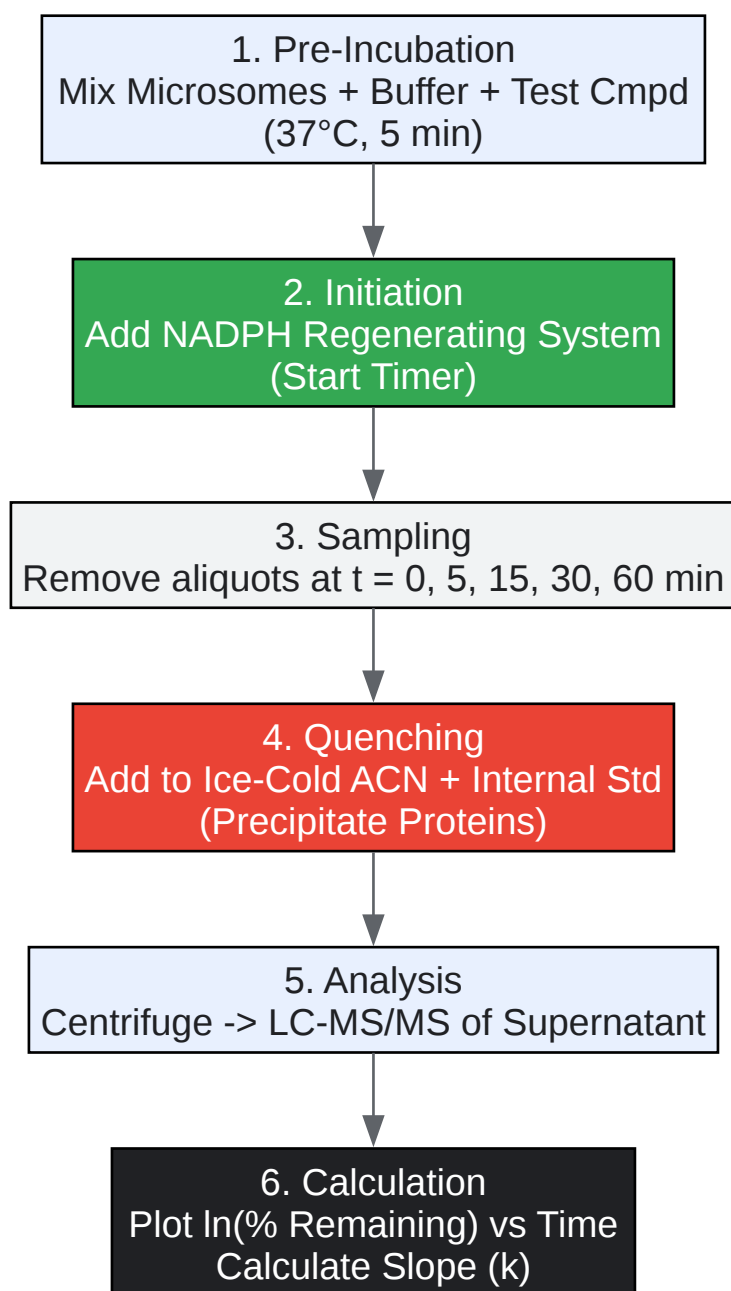 1. Pre-Incubation
Mix Microsomes + Buffer + Test Cmpd
(37°C, 5 min)
2. Initiation
Add NADPH Regenerating System
(Start Timer)
3. Sampling
Remove aliquots at t = 0, 5, 15, 30, 60 min
4. Quenching
Add to Ice-Cold ACN + Internal Std
(Precipitate Proteins)
5. Analysis
Centrifuge -> LC-MS/MS of Supernatant
6. Calculation
Plot ln(% Remaining) vs Time
Calculate Slope (k)